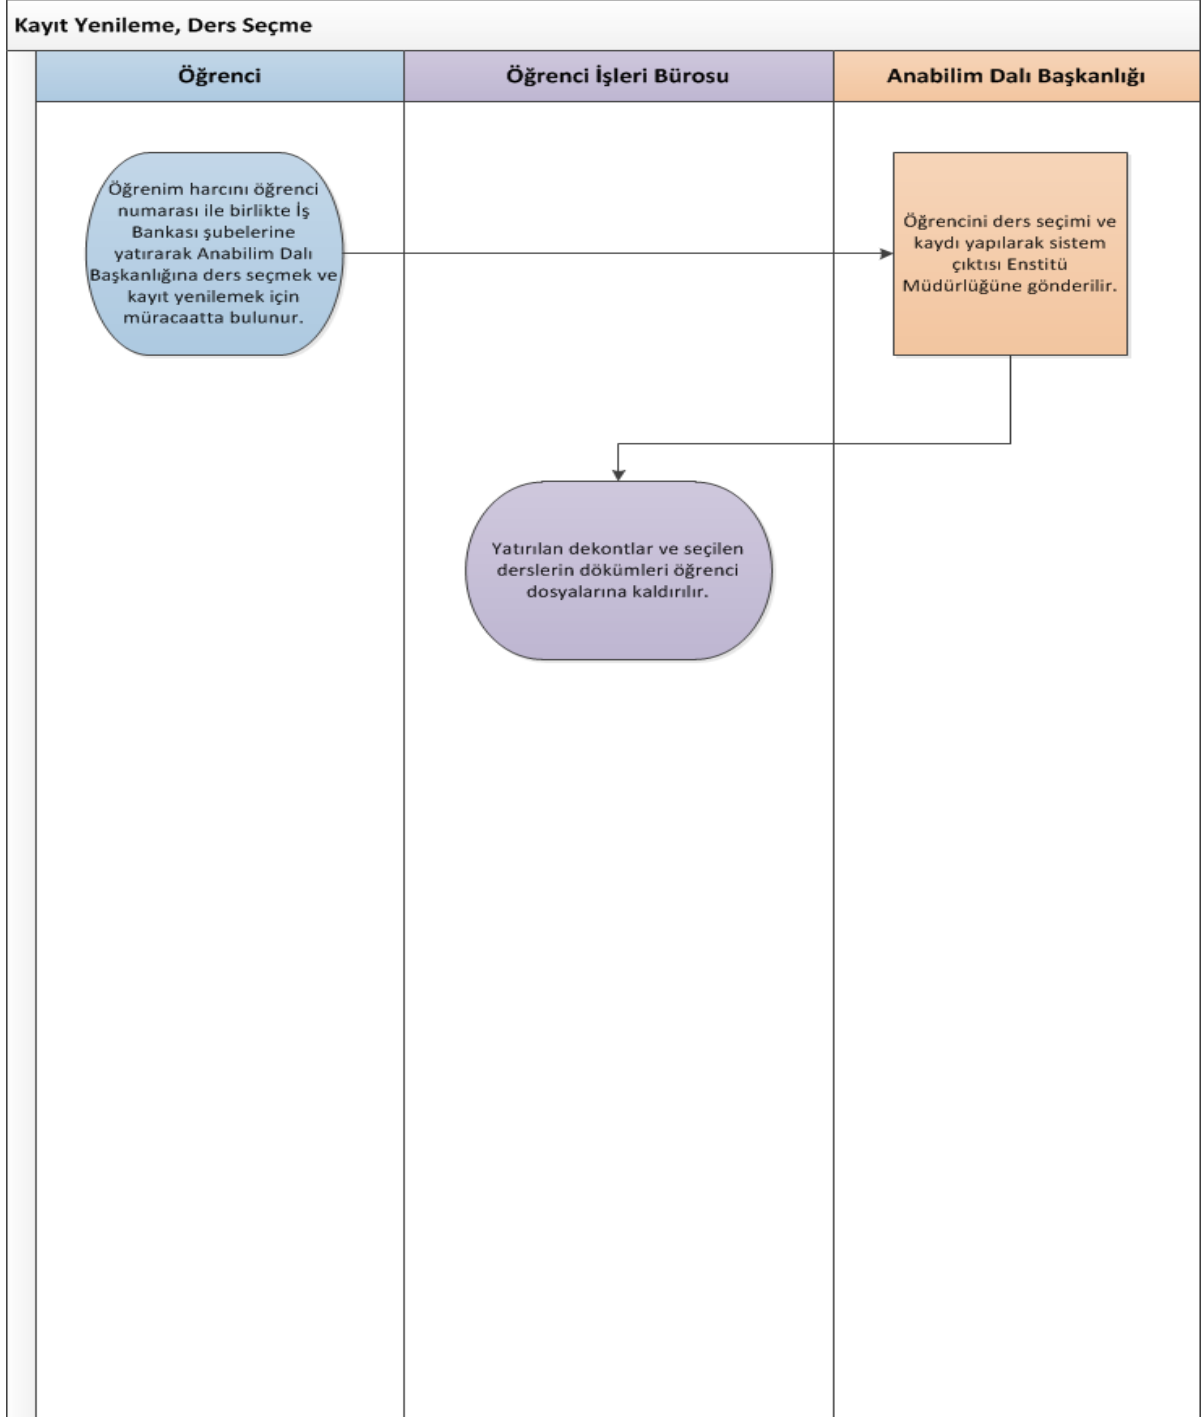 Kayıt Yenileme, Ders Seçme
Öğrenci
Öğrenci İşleri Bürosu
Anabilim Dalı Başkanlığı
Öğrenim harcını öğrenci
numarası ile birlikte İş
Bankası şubelerine
yatırarak Anabilim Dalı
Başkanlığına ders seçmek ve
kayıt yenilemek için
müracaatta bulunur.
Öğrencini ders seçimi ve
kaydı yapılarak sistem
çıktısı Enstitü
Müdürlüğüne gönderilir.
Yatırılan dekontlar ve seçilen
derslerin dökümleri öğrenci
dosyalarına kaldırılır.